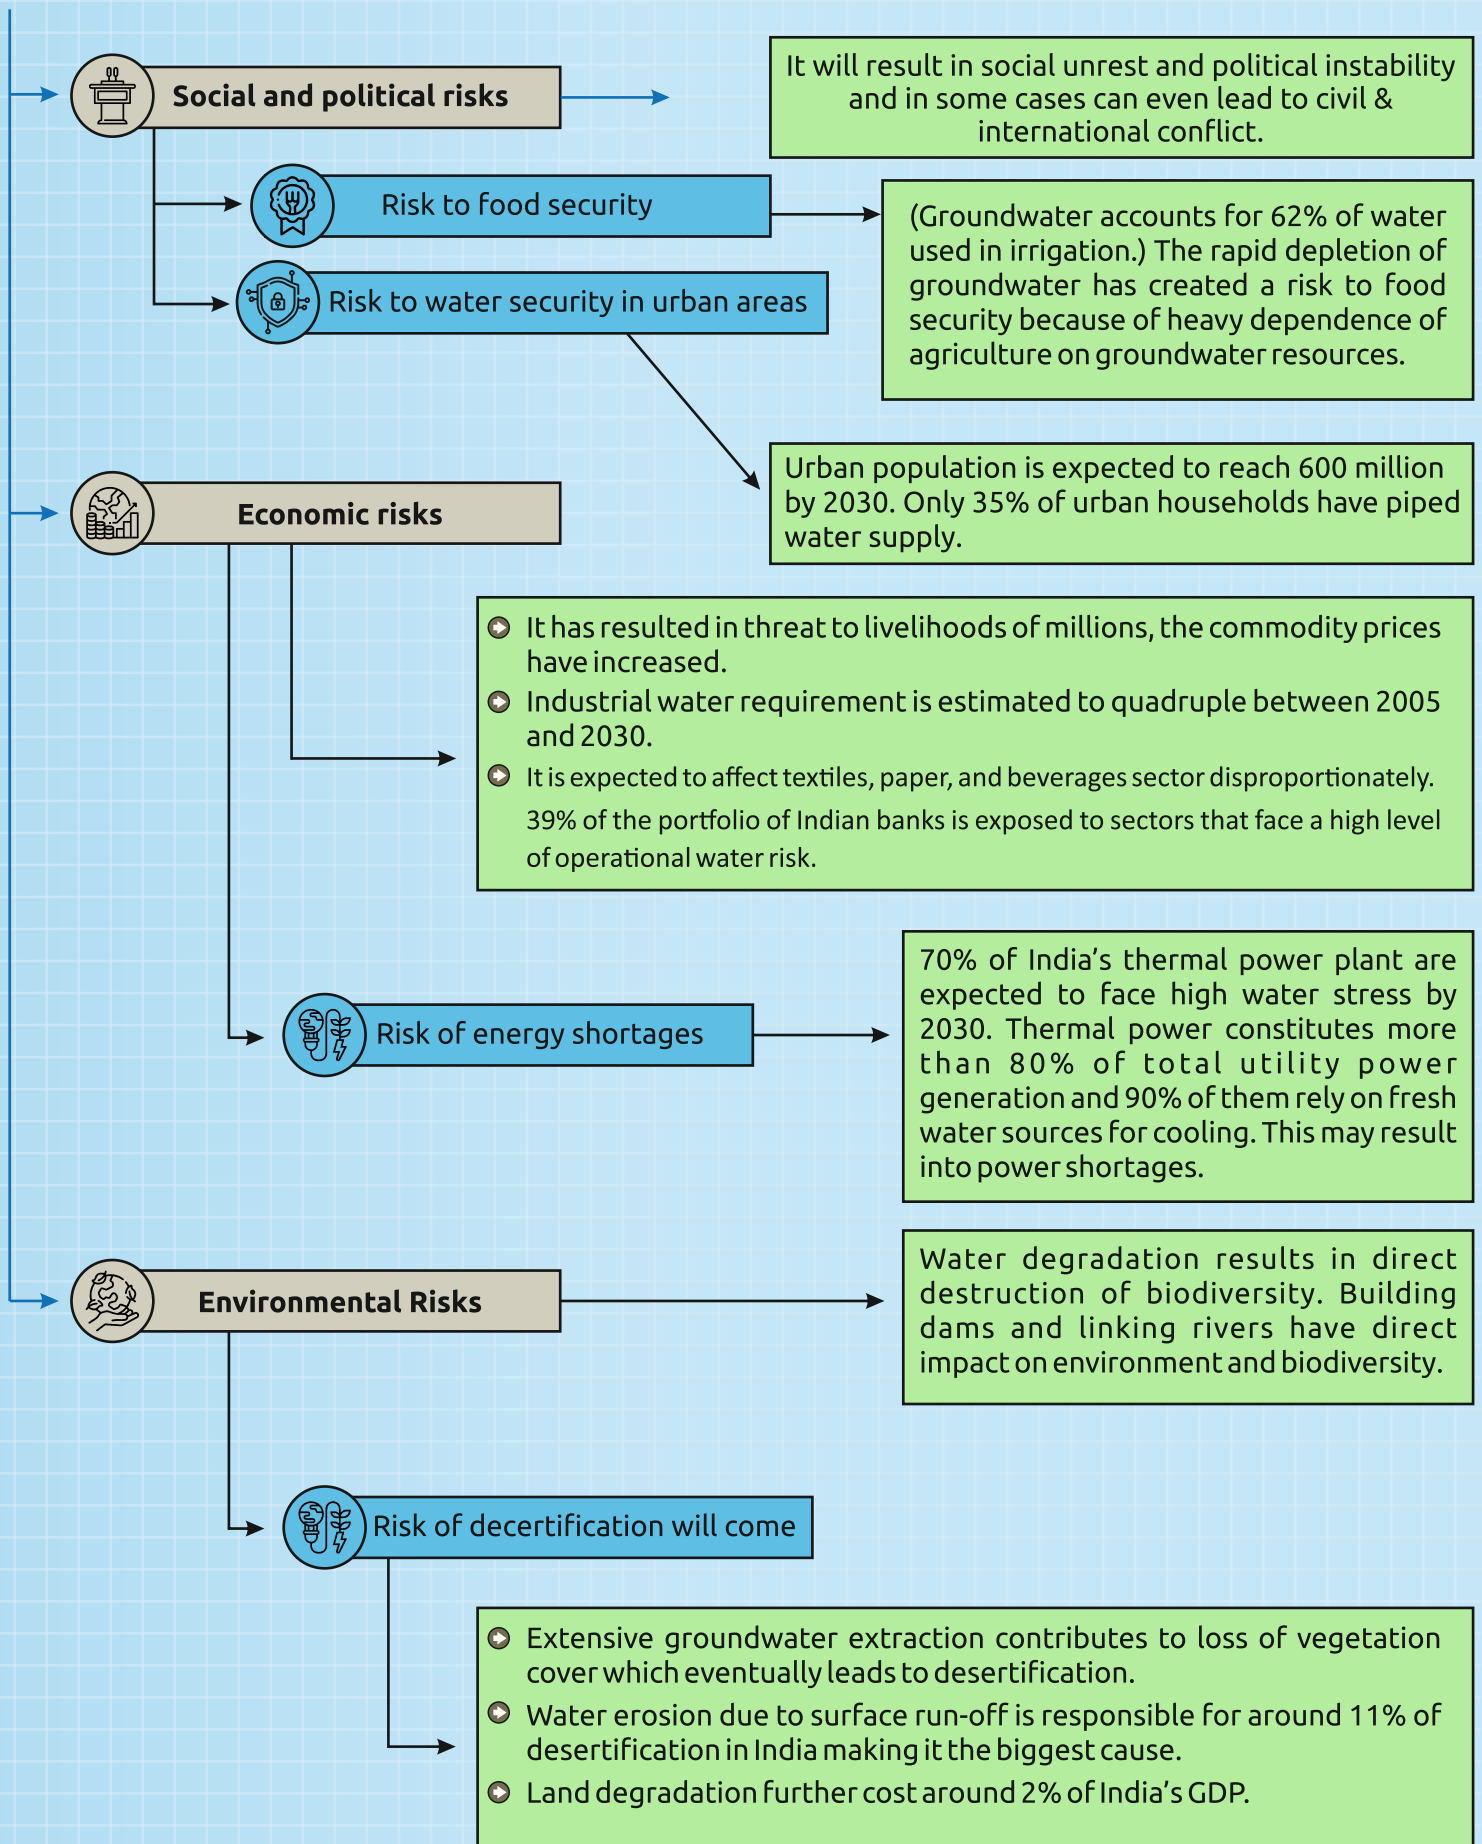 Social and political risks
It will result in social unrest and political instability
and in some cases can even lead to civil &
international conflict.
Risk to food security
(Groundwater accounts for 62% of water
used in irrigation.) The rapid depletion of
groundwater has created a risk to food
security because of heavy dependence of
agriculture on groundwater resources.
Risk to water security in urban areas
Urban population is expected to reach 600 million
by 2030. Only 35% of urban households have piped
water supply.
Economic risks
It has resulted in threat to livelihoods of millions, the commodity prices
have increased.
Industrial water requirement is estimated to quadruple between 2005
and 2030.
It is expected to affect textiles, paper, and beverages sector disproportionately.
39% of the portfolio of Indian banks is exposed to sectors that face a high level
of operational water risk.
Risk of energy shortages
70% of India's thermal power plant are
expected to face high water stress by
2030. Thermal power constitutes more
than 80% of total utility power
generation and 90% of them rely on fresh
water sources for cooling. This may result
into power shortages.
Environmental Risks
Water degradation results in direct
destruction of biodiversity. Building
dams and linking rivers have direct
impact on environment and biodiversity.
Risk of decertification will come
Extensive groundwater extraction contributes to loss of vegetation
cover which eventually leads to desertification.
Water erosion due to surface run-off is responsible for around 11% of
desertification in India making it the biggest cause.
Land degradation further cost around 2% of India's GDP.